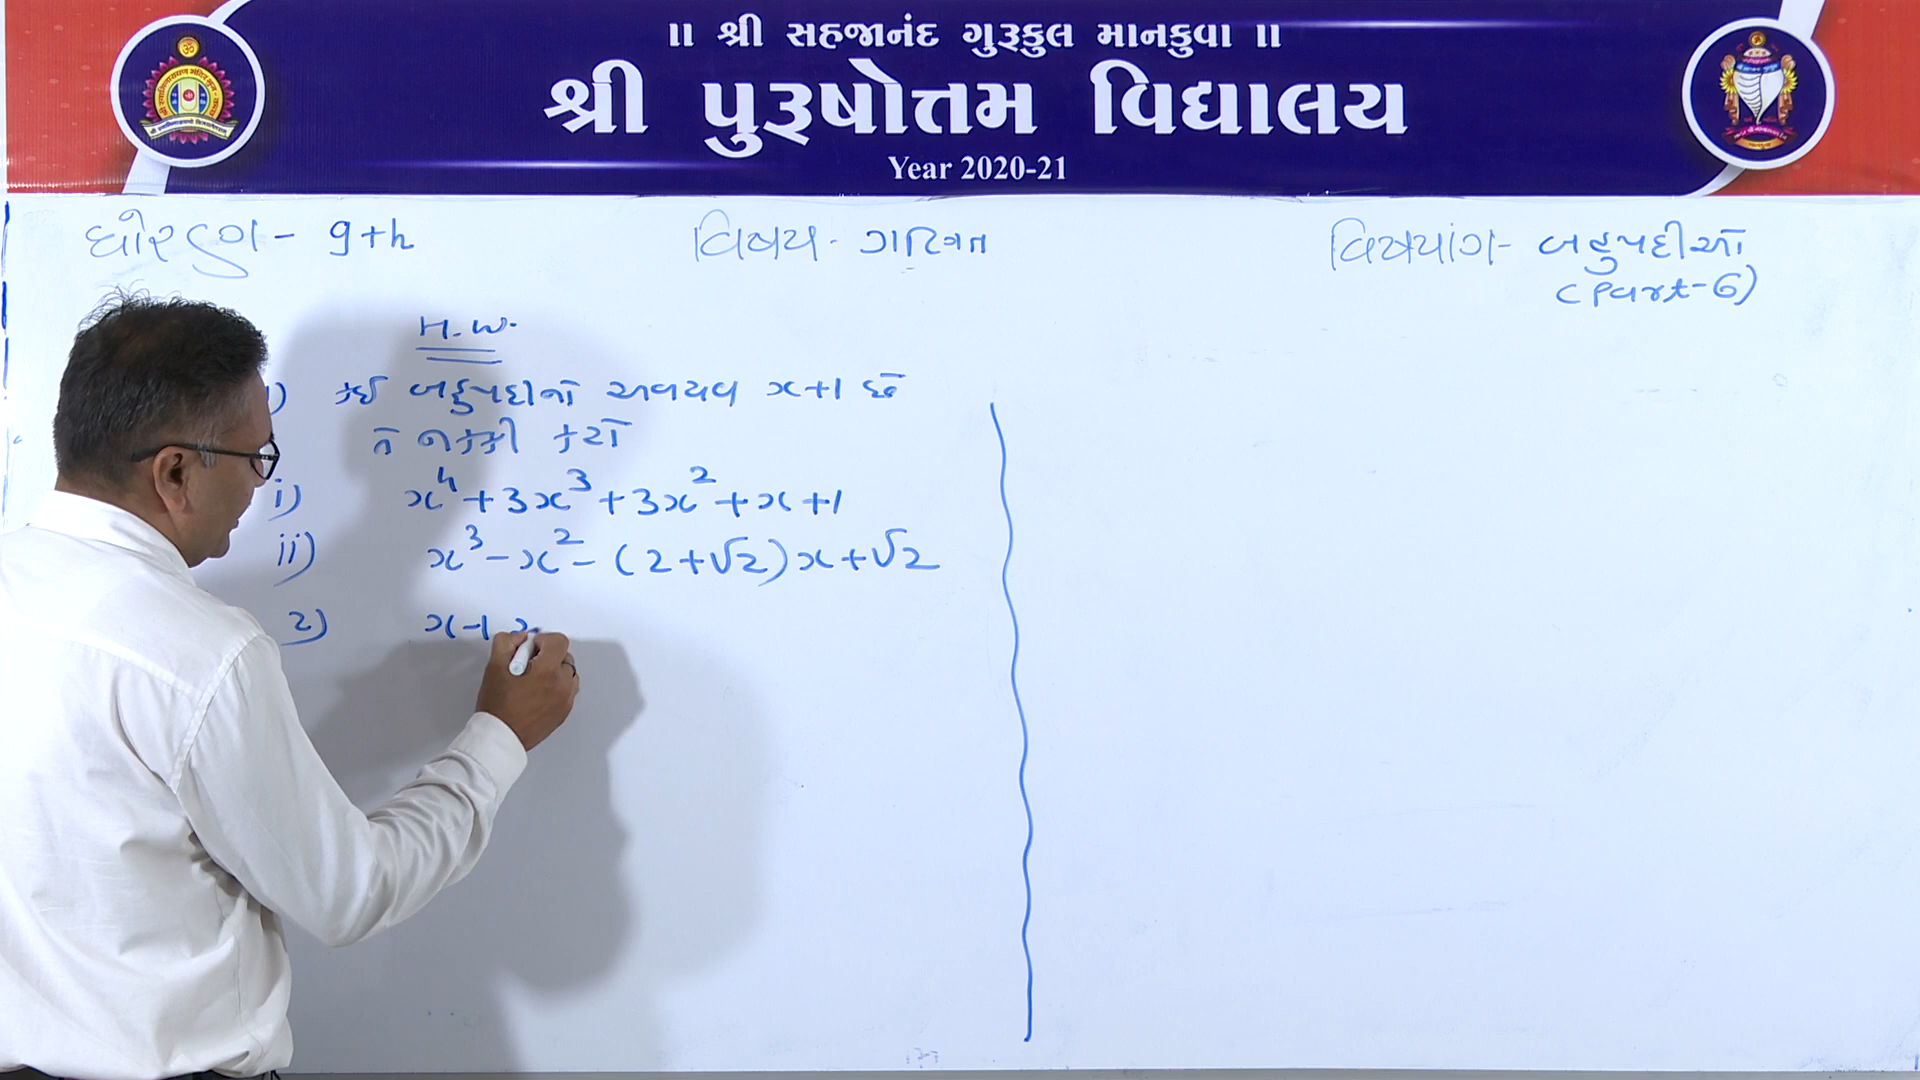 ॥ શ્રી સહજાનંદ ગુરૂકુલ માનકુવા ॥
શ્રી પુરૂષોત્તમ વિદ્યાલય
Year 2020-21
ધોરણ - 9th
વિષય - ગણિત
વિષયાંગ - બહુપદીઓ
(Part-6)
H.W.
1) કઈ બહુપદીનો અવયવ x+1 છે
તે નક્કી કરો
i) x⁴+3x³+3x²+x+1
ii) x³-x²-(2+√2)x+√2
2) x-1